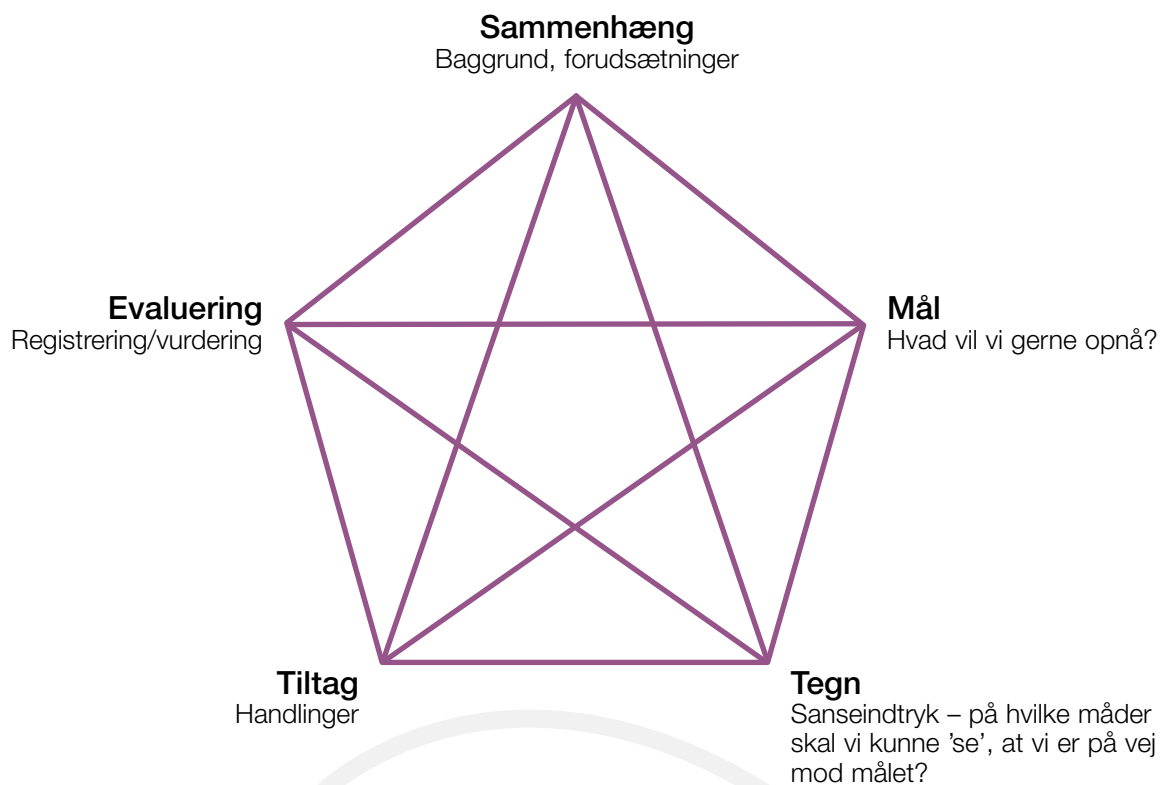 Sammenhæng
Baggrund, forudsætninger
Evaluering
Registrering/vurdering
Mål
Hvad vil vi gerne opnå?
Tiltag
Handlinger
Tegn
Sanseindtryk – på hvilke måder
skal vi kunne ’se’, at vi er på vej
mod målet?